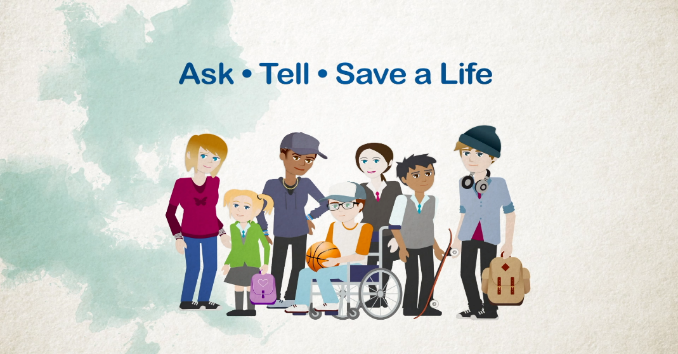 Ask • Tell • Save a Life